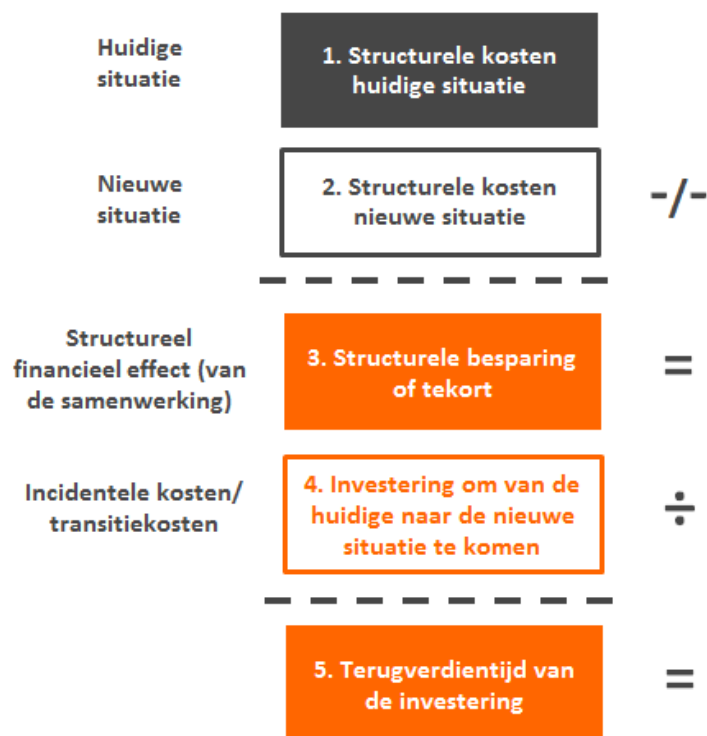 Huidige
situatie
1. Structurele kosten
huidige situatie
Nieuwe
situatie
2. Structurele kosten
nieuwe situatie
-/-
Structureel
financieel effect (van
de samenwerking)
3. Structurele besparing
of tekort
=
Incidentele kosten/
transitiekosten
4. Investering om van de
huidige naar de nieuwe
situatie te komen
÷
5. Terugverdientijd van
de investering
=